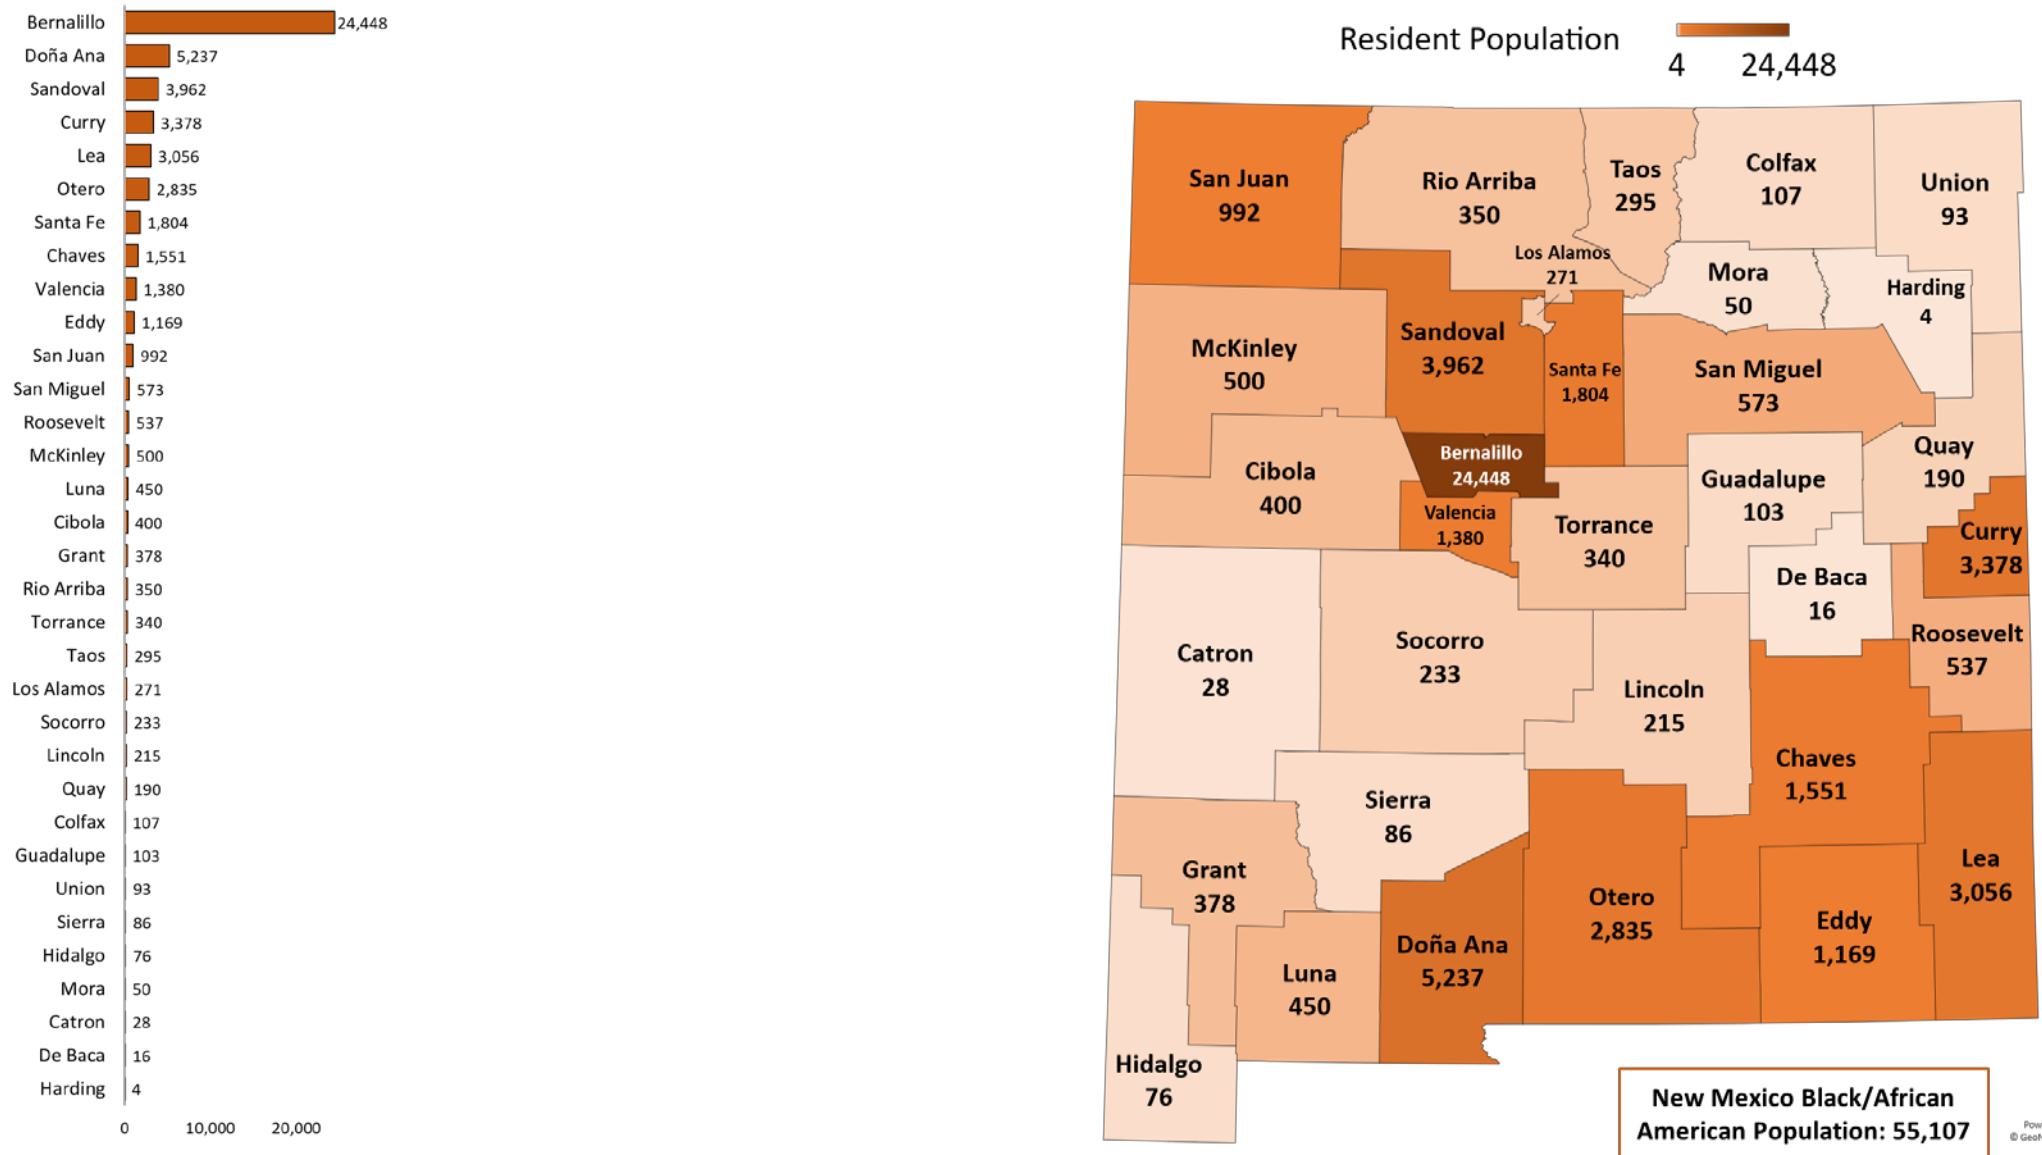 Bernalillo 24,448
Doña Ana 5,237
Sandoval 3,962
Curry 3,378
Lea 3,056
Otero 2,835
Santa Fe 1,804
Chaves 1,551
Valencia 1,380
Eddy 1,169
San Juan 992
San Miguel 573
Roosevelt 537
McKinley 500
Luna 450
Cibola 400
Grant 378
Rio Arriba 350
Torrance 340
Taos 295
Los Alamos 271
Socorro 233
Lincoln 215
Quay 190
Colfax 107
Guadalupe 103
Union 93
Sierra 86
Hidalgo 76
Mora 50
Catron 28
De Baca 16
Harding 4
0 10,000 20,000
Resident Population
4 24,448
San Juan
992
Rio Arriba
350
Taos
295
Colfax
107
Union
93
Los Alamos
271
Mora
50
Harding
4
McKinley
500
Sandoval
3,962
Santa Fe
1,804
San Miguel
573
Quay
190
Cibola
400
Bernalillo
24,448
Valencia
1,380
Torrance
340
Guadalupe
103
Curry
3,378
De Baca
16
Roosevelt
537
Catron
28
Socorro
233
Lincoln
215
Chaves
1,551
Sierra
86
Grant
378
Lea
3,056
Otero
2,835
Eddy
1,169
Doña Ana
5,237
Luna
450
Hidalgo
76
New Mexico Black/African
American Population: 55,107